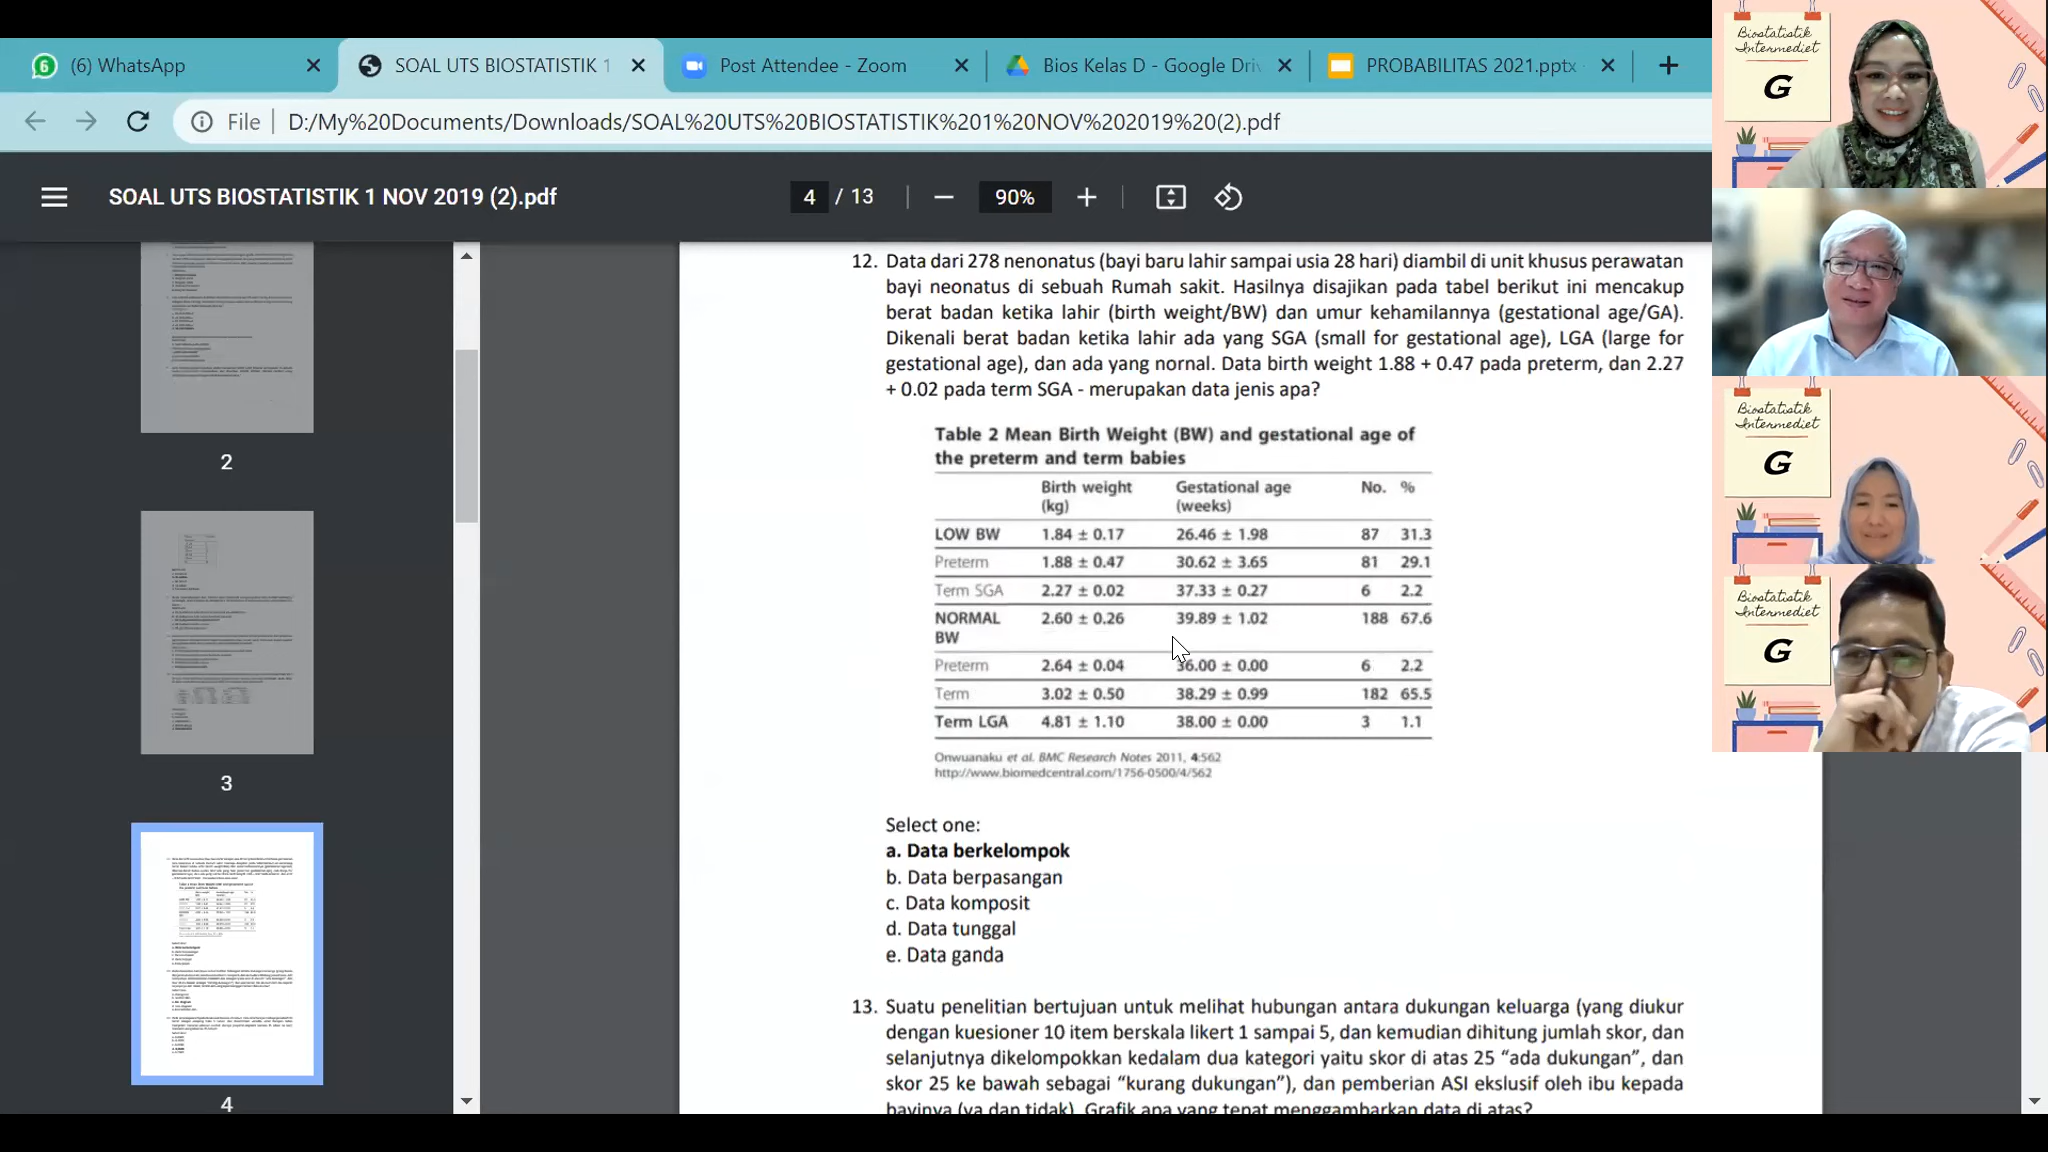 (6) WhatsApp
SOAL UTS BIOSTATISTIK 1
Post Attendee - Zoom
Bios Kelas D - Google Driv
PROBABILITAS 2021.pptx -
File
D:/My%20Documents/Downloads/SOAL%20UTS%20BIOSTATISTIK%201%20NOV%202019%20(2).pdf
SOAL UTS BIOSTATISTIK 1 NOV 2019 (2).pdf
4 / 13
90%
2
3
4
12. Data dari 278 nenonatus (bayi baru lahir sampai usia 28 hari) diambil di unit khusus perawatan
bayi neonatus di sebuah Rumah sakit. Hasilnya disajikan pada tabel berikut ini mencakup
berat badan ketika lahir (birth weight/BW) dan umur kehamilannya (gestational age/GA).
Dikenali berat badan ketika lahir ada yang SGA (small for gestational age), LGA (large for
gestational age), dan ada yang nornal. Data birth weight 1.88 + 0.47 pada preterm, dan 2.27
+ 0.02 pada term SGA - merupakan data jenis apa?
Table 2 Mean Birth Weight (BW) and gestational age of
the preterm and term babies
Birth weight (kg) Gestational age (weeks) No. %
LOW BW 1.84 ± 0.17 26.46 ± 1.98 87 31.3
Preterm 1.88 ± 0.47 30.62 ± 3.65 81 29.1
Term SGA 2.27 ± 0.02 37.33 ± 0.27 6 2.2
NORMAL BW 2.60 ± 0.26 39.89 ± 1.02 188 67.6
Preterm 2.64 ± 0.04 36.00 ± 0.00 6 2.2
Term 3.02 ± 0.50 38.29 ± 0.99 182 65.5
Term LGA 4.81 ± 1.10 38.00 ± 0.00 3 1.1
Onwuanaku et al. BMC Research Notes 2011, 4:562
http://www.biomedcentral.com/1756-0500/4/562
Select one:
a. Data berkelompok
b. Data berpasangan
c. Data komposit
d. Data tunggal
e. Data ganda
13. Suatu penelitian bertujuan untuk melihat hubungan antara dukungan keluarga (yang diukur
dengan kuesioner 10 item berskala likert 1 sampai 5, dan kemudian dihitung jumlah skor, dan
selanjutnya dikelompokkan kedalam dua kategori yaitu skor di atas 25 “ada dukungan”, dan
skor 25 ke bawah sebagai “kurang dukungan”), dan pemberian ASI ekslusif oleh ibu kepada
bayinya (ya dan tidak). Grafik apa yang tepat menggambarkan data di atas?
Biostatistik
Intermediet
G
Biostatistik
Intermediet
G
Biostatistik
Intermediet
G